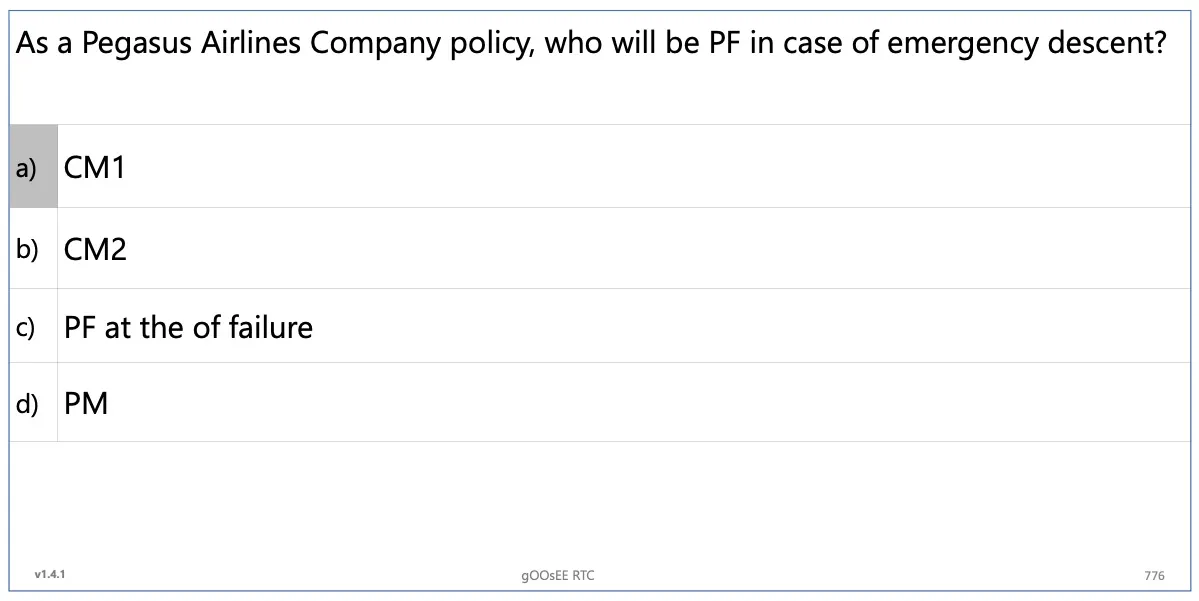 As a Pegasus Airlines Company policy, who will be PF in case of emergency descent?
a) CM1
b) CM2
c) PF at the of failure
d) PM
v1.4.1 gOOsEE RTC 776